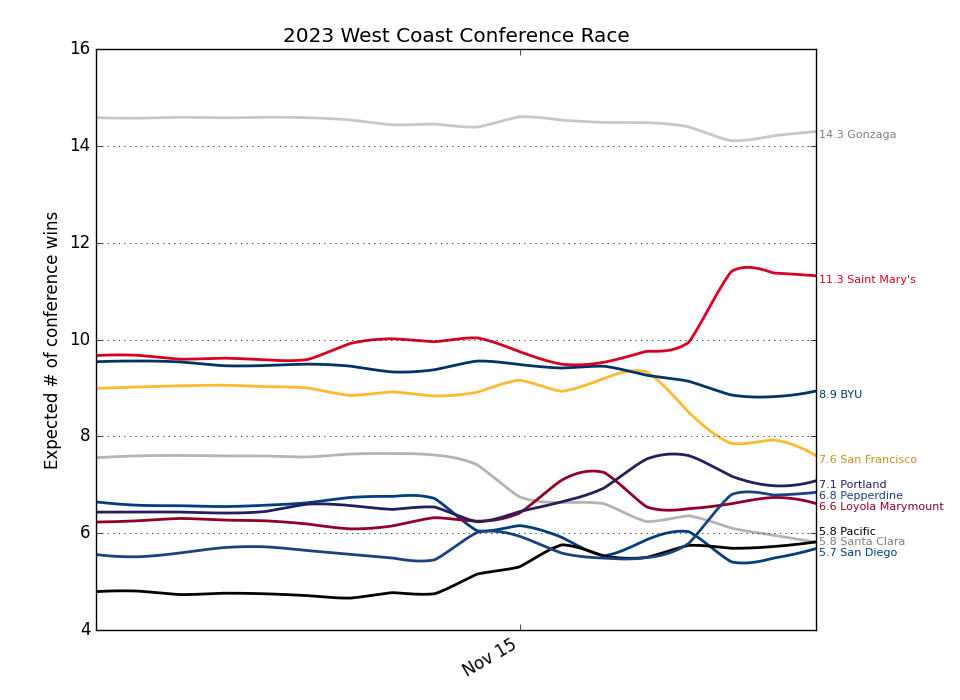 2023 West Coast Conference Race
Expected # of conference wins
16
14
12
10
8
6
4
Nov 15
14.3 Gonzaga
11.3 Saint Mary's
8.9 BYU
7.6 San Francisco
7.1 Portland
6.8 Pepperdine
6.6 Loyola Marymount
5.8 Pacific
5.8 Santa Clara
5.7 San Diego